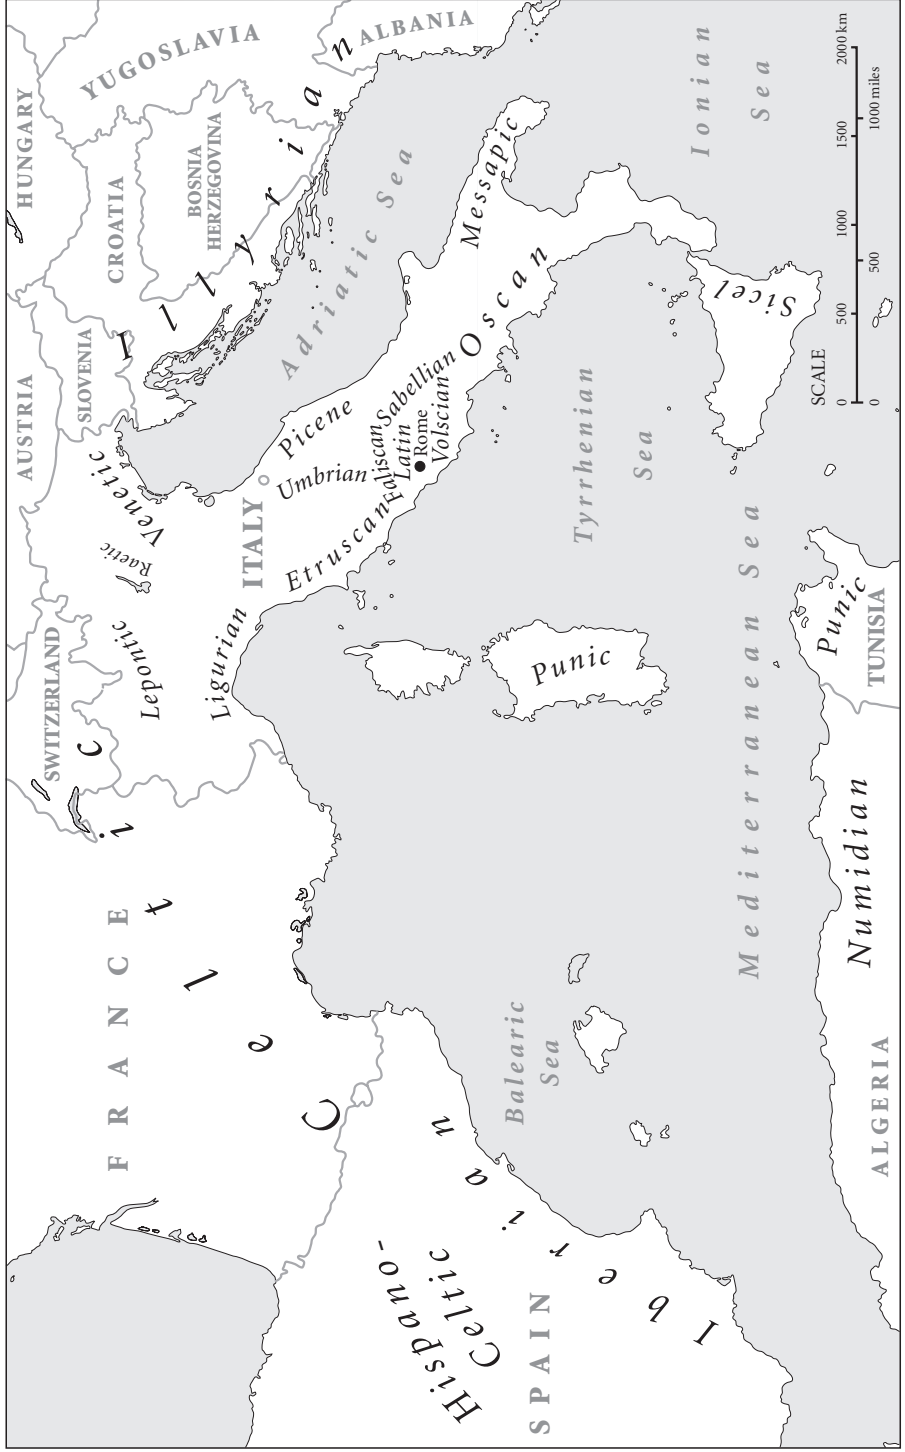 HUNGARY
AUSTRIA
SWITZERLAND
FRANCE
SLOVENIA
CROATIA
YUGOSLAVIA
BOSNIA
HERZEGOVINA
ALBANIA
Illyrian
Celtic
Lepontic
Raetic
Venetic
Ligurian
ITALY
Etruscan
Umbrian
Picene
Faliscan
Latin
Rome
Volscian
Sabellian
Oscan
Messapic
Sicel
Adriatic Sea
Ionian
Sea
Tyrrhenian
Sea
Punic
Balearic
Sea
Hispano-
Celtic
SPAIN
Iberian
Mediterranean Sea
Punic
TUNISIA
Numidian
ALGERIA
SCALE
0 500 1000 1500 2000 km
0 500 1000 miles